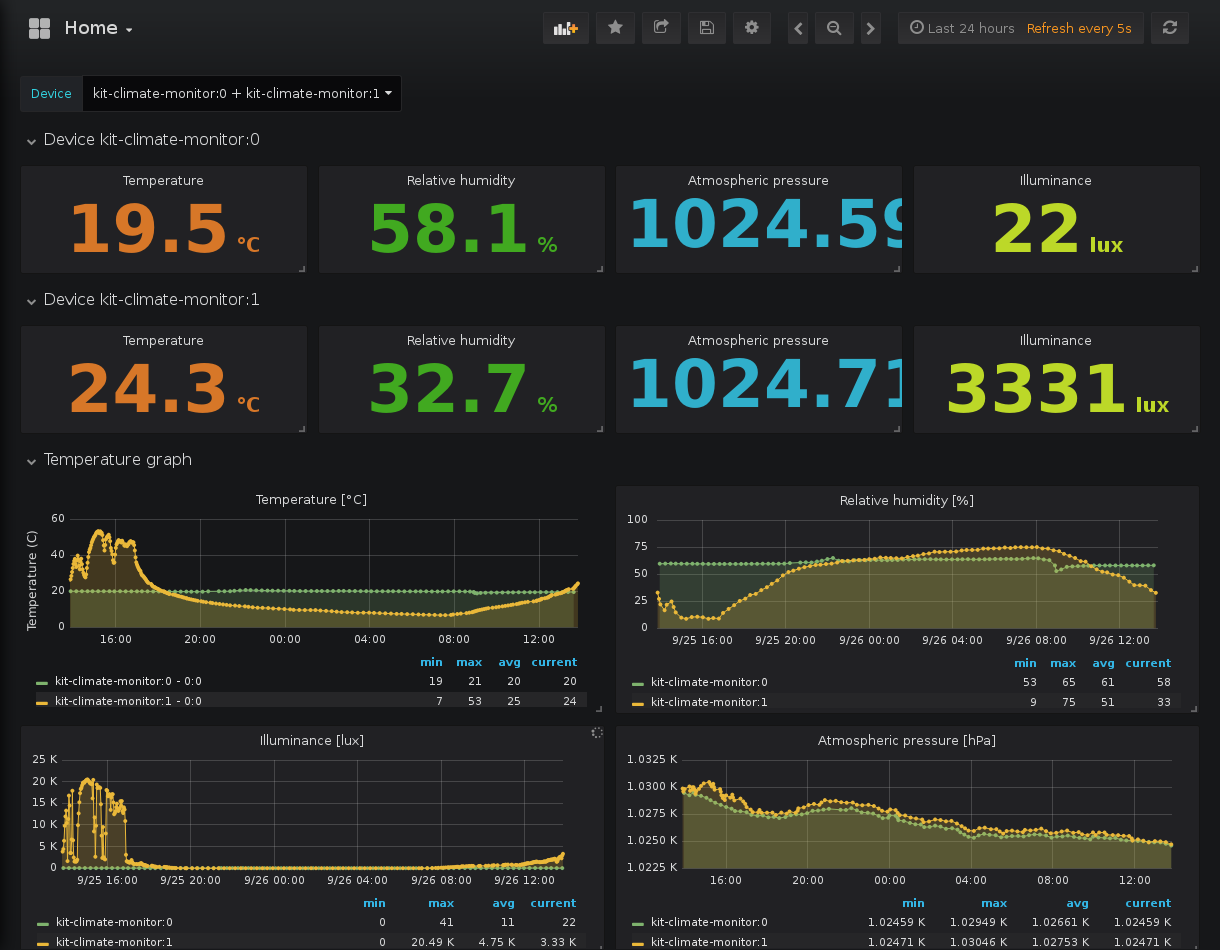 Home
Last 24 hours Refresh every 5s
Device kit-climate-monitor:0 + kit-climate-monitor:1
Device kit-climate-monitor:0
Temperature Relative humidity Atmospheric pressure Illuminance
19.5 °C 58.1 % 1024.59 22 lux
Device kit-climate-monitor:1
Temperature Relative humidity Atmospheric pressure Illuminance
24.3 °C 32.7 % 1024.71 3331 lux
Temperature graph
Temperature [°C]
Temperature (C)
60
40
20
0
16:00 20:00 00:00 04:00 08:00 12:00
min max avg current
kit-climate-monitor:0 - 0:0 19 21 20 20
kit-climate-monitor:1 - 0:0 7 53 25 24
Relative humidity [%]
100
75
50
25
0
9/25 16:00 9/25 20:00 9/26 00:00 9/26 04:00 9/26 08:00 9/26 12:00
min max avg current
kit-climate-monitor:0 53 65 61 58
kit-climate-monitor:1 9 75 51 33
Illuminance [lux]
25 K
20 K
15 K
10 K
5 K
0
9/25 16:00 9/25 20:00 9/26 00:00 9/26 04:00 9/26 08:00 9/26 12:00
min max avg current
kit-climate-monitor:0 0 41 11 22
kit-climate-monitor:1 0 20.49 K 4.75 K 3.33 K
Atmospheric pressure [hPa]
1.0325 K
1.0300 K
1.0275 K
1.0250 K
1.0225 K
16:00 20:00 00:00 04:00 08:00 12:00
min max avg current
kit-climate-monitor:0 1.02459 K 1.02949 K 1.02661 K 1.02459 K
kit-climate-monitor:1 1.02471 K 1.03046 K 1.02753 K 1.02471 K